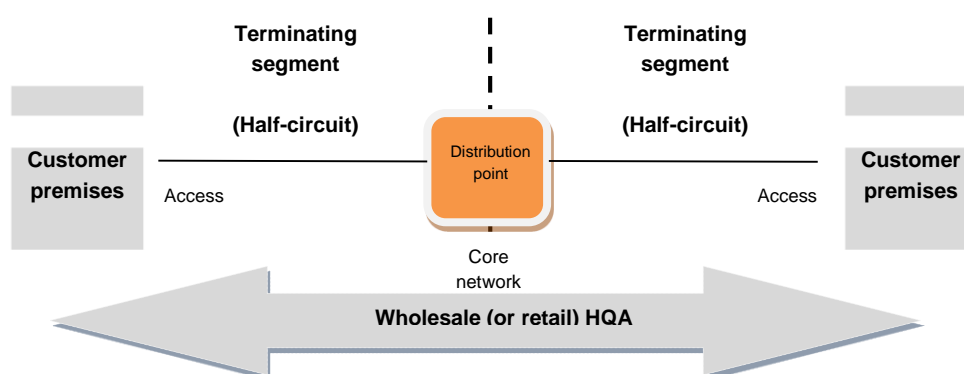 Terminating
segment
(Half-circuit)
Terminating
segment
(Half-circuit)
Customer
premises
Access
Distribution
point
Access
Customer
premises
Core
network
Wholesale (or retail) HQA